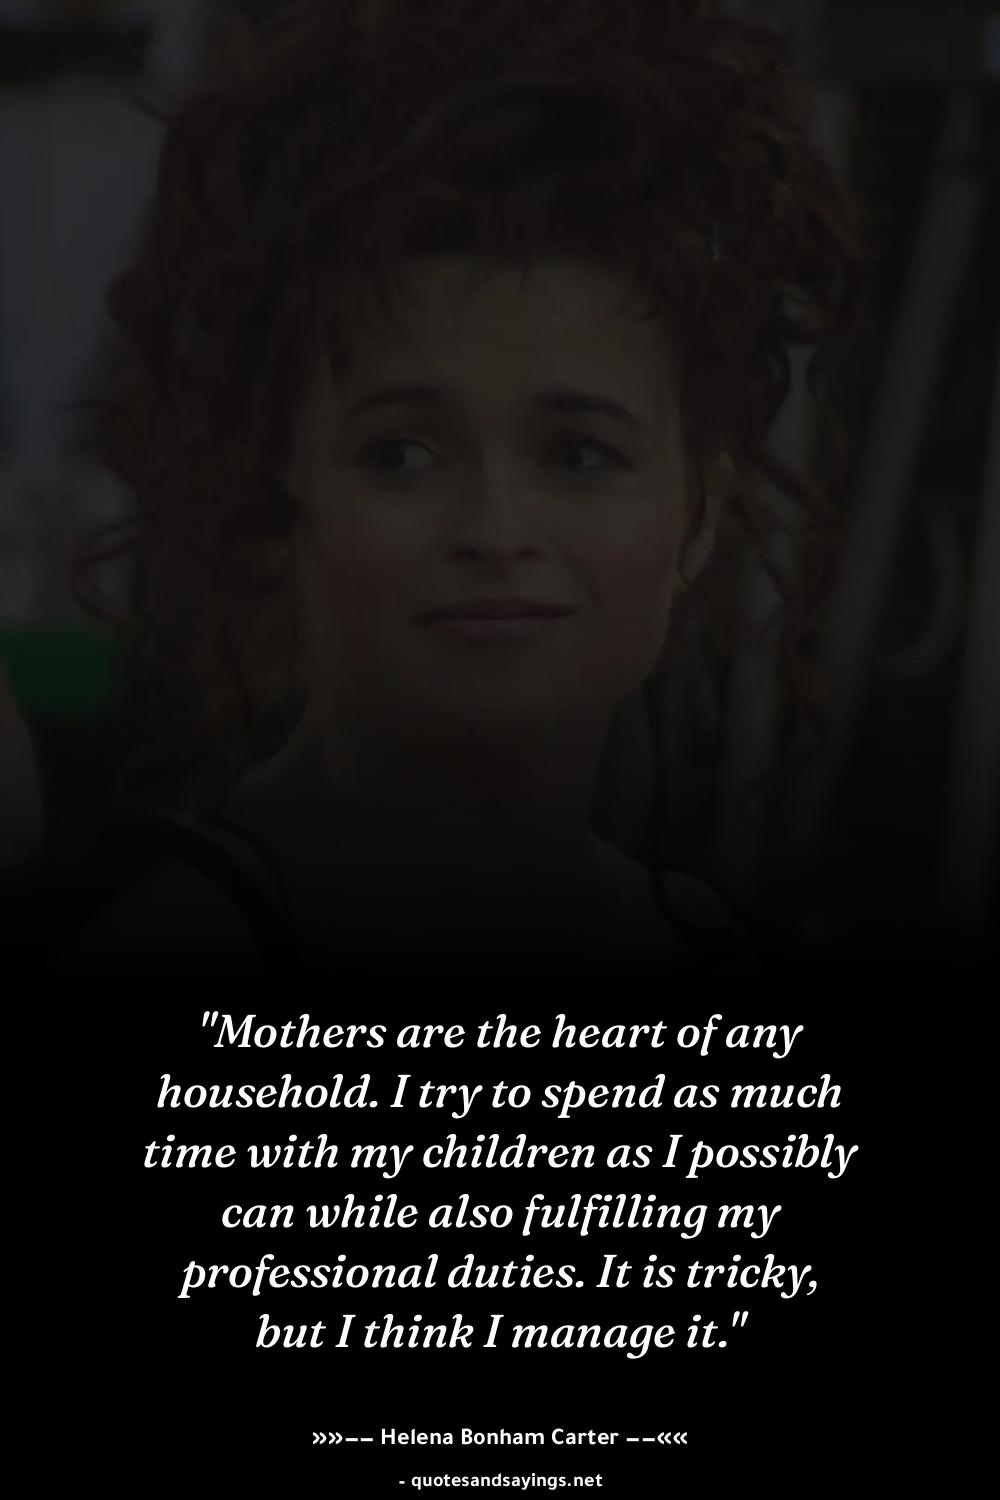 "Mothers are the heart of any
household. I try to spend as much
time with my children as I possibly
can while also fulfilling my
professional duties. It is tricky,
but I think I manage it."
»»–– Helena Bonham Carter ––««
- quotesandsayings.net